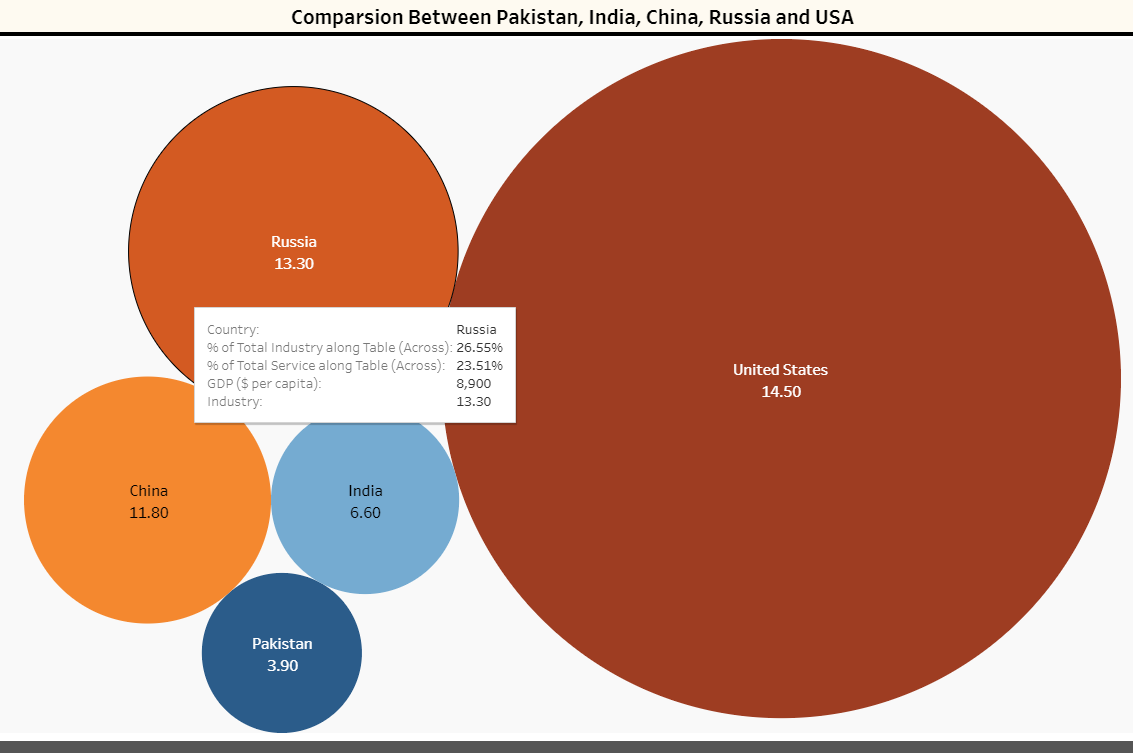 Comparsion Between Pakistan, India, China, Russia and USA
Russia
13.30
Country: Russia
% of Total Industry along Table (Across): 26.55%
% of Total Service along Table (Across): 23.51%
GDP ($ per capita): 8,900
Industry: 13.30
United States
14.50
China
11.80
India
6.60
Pakistan
3.90